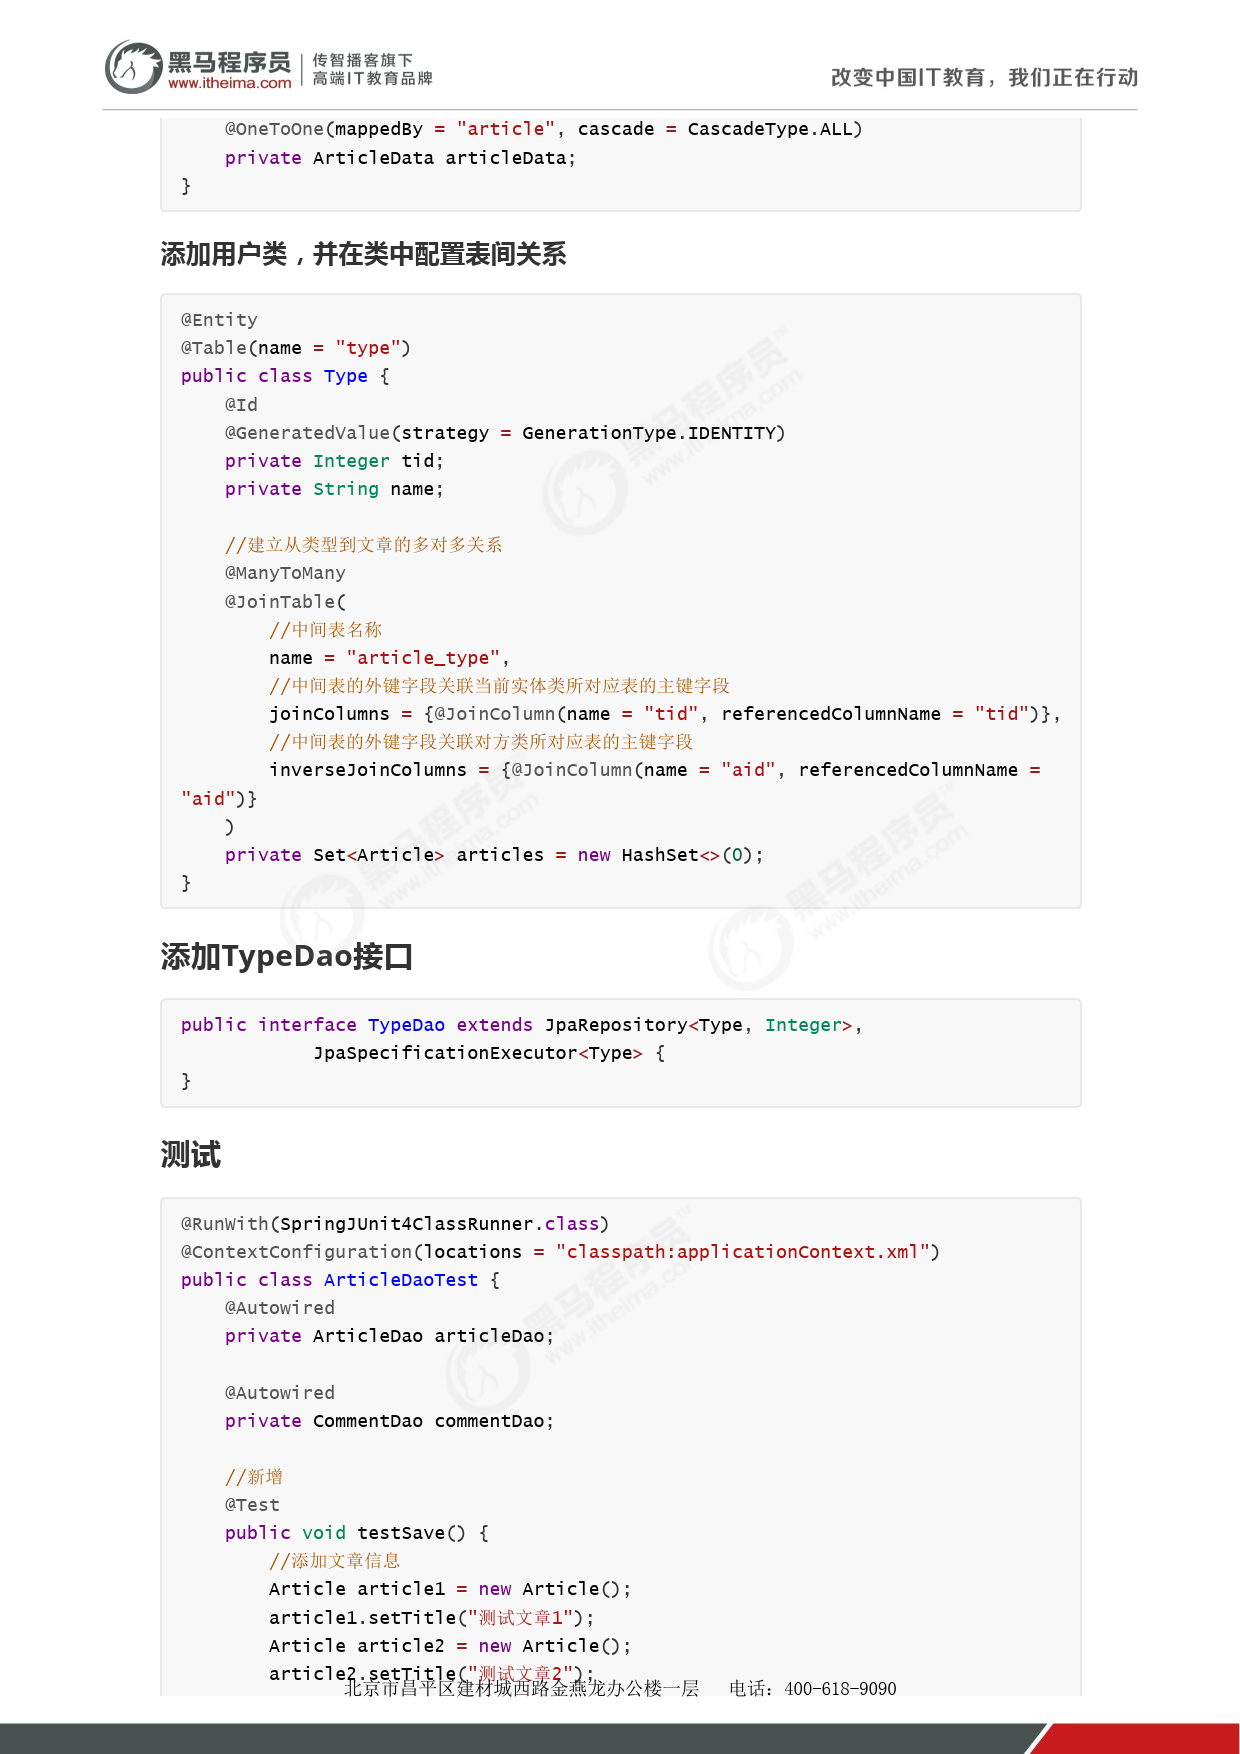 黑马程序员
www.itheima.com
传智播客旗下
高端IT教育品牌
改变中国IT教育，我们正在行动
    @OneToOne(mappedBy = "article", cascade = CascadeType.ALL)
    private ArticleData articleData;
}
添加用户类，并在类中配置表间关系
@Entity
@Table(name = "type")
public class Type {
    @Id
    @GeneratedValue(strategy = GenerationType.IDENTITY)
    private Integer tid;
    private String name;
    //建立从类型到文章的多对多关系
    @ManyToMany
    @JoinTable(
        //中间表名称
        name = "article_type",
        //中间表的外键字段关联当前实体类所对应表的主键字段
        joinColumns = {@JoinColumn(name = "tid", referencedColumnName = "tid")},
        //中间表的外键字段关联对方类所对应表的主键字段
        inverseJoinColumns = {@JoinColumn(name = "aid", referencedColumnName =
"aid")}
    )
    private Set<Article> articles = new HashSet<>(0);
}
添加TypeDao接口
public interface TypeDao extends JpaRepository<Type, Integer>,
            JpaSpecificationExecutor<Type> {
}
测试
@RunWith(SpringJUnit4ClassRunner.class)
@ContextConfiguration(locations = "classpath:applicationContext.xml")
public class ArticleDaoTest {
    @Autowired
    private ArticleDao articleDao;
    @Autowired
    private CommentDao commentDao;
    //新增
    @Test
    public void testSave() {
        //添加文章信息
        Article article1 = new Article();
        article1.setTitle("测试文章1");
        Article article2 = new Article();
        article2.setTitle("测试文章2");
北京市昌平区建材城西路金燕龙办公楼一层 电话：400-618-9090